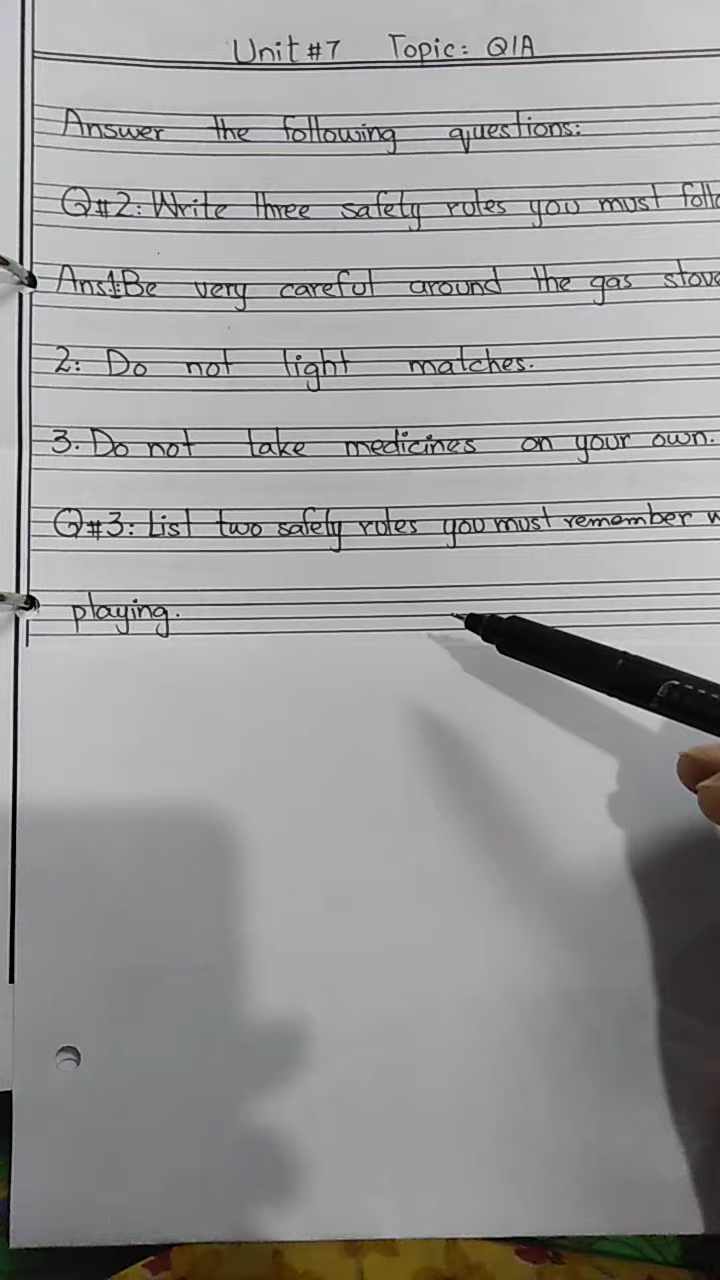 Unit #7 Topic: Q/A
Answer the following questions:
Q#2: Write three safety rules you must
Ans1: Be very careful around the gas
2: Do not light matches.
3. Do not take medicines on your own.
Q#3: List two safety rules you must remember
playing.